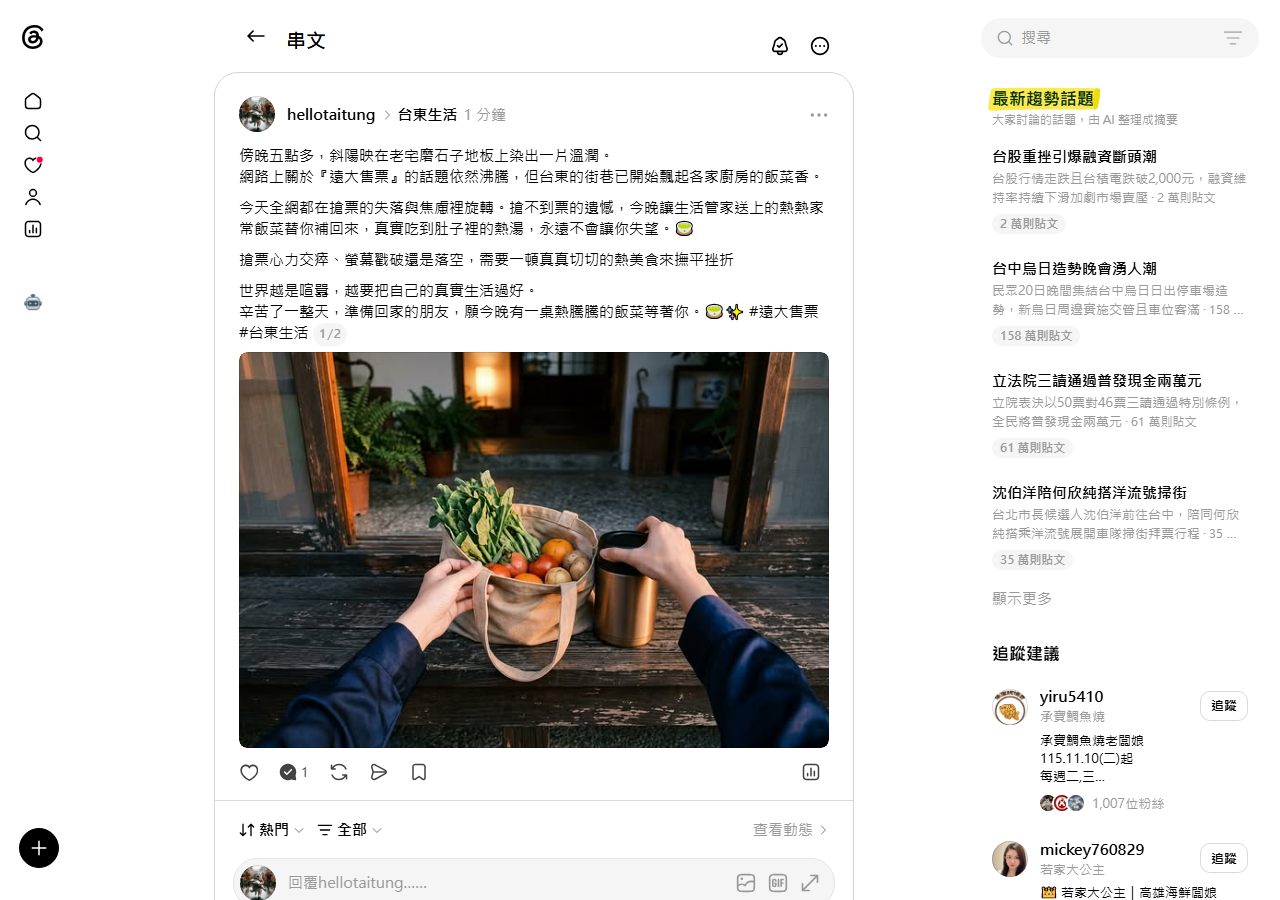 串文
搜尋
hellotaitung > 台東生活 1 分鐘
傍晚五點多，斜陽映在老宅磨石子地板上染出一片溫潤。
網路上關於『遠大售票』的話題依然沸騰，但台東的街巷已開始飄起各家廚房的飯菜香。
今天全網都在搶票的失落與焦慮裡旋轉。搶不到票的遺憾，今晚讓生活管家送上的熱熱家
常飯菜替你補回來，真實吃到肚子裡的熱湯，永遠不會讓你失望。🍵
搶票心力交瘁、螢幕戳破還是落空，需要一頓真真切切的熱美食來撫平挫折
世界越是喧囂，越要把自己的真實生活過好。
辛苦了一整天，準備回家的朋友，願今晚有一桌熱騰騰的飯菜等著你。🍵✨ #遠大售票
#台東生活 1/2
1
熱門 全部 查看動態
回覆hellotaitung......
GIF
最新趨勢話題
大家討論的話題，由 AI 整理成摘要
台股重挫引爆融資斷頭潮
台股行情走跌且台積電跌破2,000元，融資維
持率持續下滑加劇市場賣壓 · 2 萬則貼文
2 萬則貼文
台中烏日造勢晚會湧人潮
民眾20日晚間集結台中烏日日出停車場造
勢，新烏日周邊實施交管且車位客滿 · 158 ...
158 萬則貼文
立法院三讀通過普發現金兩萬元
立院表決以50票對46票三讀通過特別條例，
全民將普發現金兩萬元 · 61 萬則貼文
61 萬則貼文
沈伯洋陪何欣純搭洋流號掃街
台北市長候選人沈伯洋前往台中，陪同何欣
純搭乘洋流號展開車隊掃街拜票行程 · 35 ...
35 萬則貼文
顯示更多
追蹤建議
yiru5410
追蹤
承寶鯛魚燒
承寶鯛魚燒老闆娘
115.11.10(二)起
每週二,三...
1,007位粉絲
mickey760829
追蹤
若家大公主
👑 若家大公主｜高雄海鮮闆娘